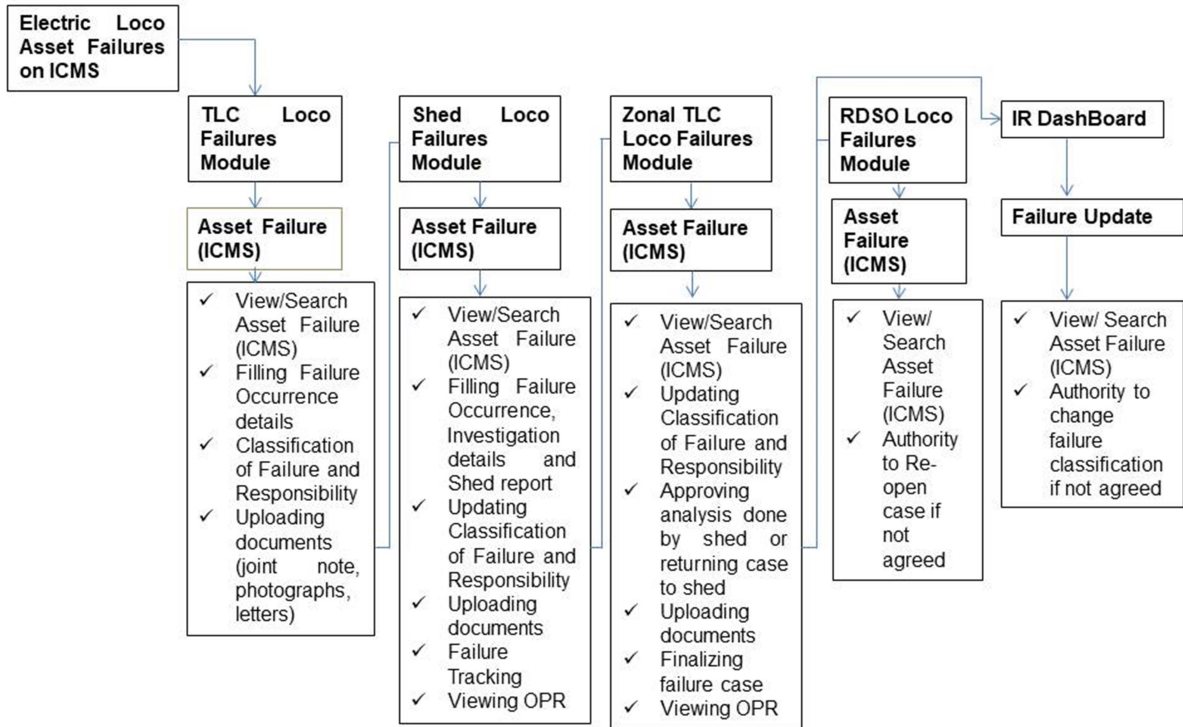 Electric Loco
Asset Failures
on ICMS
TLC Loco
Failures
Module
Asset Failure
(ICMS)
✓ View/Search
Asset Failure
(ICMS)
✓ Filling Failure
Occurrence
details
✓ Classification
of Failure and
Responsibility
✓ Uploading
documents
(joint note,
photographs,
letters)
Shed Loco
Failures
Module
Asset Failure
(ICMS)
✓ View/Search
Asset Failure
(ICMS)
✓ Filling Failure
Occurrence,
Investigation
details and
Shed report
✓ Updating
Classification
of Failure and
Responsibility
✓ Uploading
documents
✓ Failure
Tracking
✓ Viewing OPR
Zonal TLC
Loco Failures
Module
Asset Failure
(ICMS)
✓ View/Search
Asset Failure
(ICMS)
✓ Updating
Classification
of Failure and
Responsibility
✓ Approving
analysis done
by shed or
returning case
to shed
✓ Uploading
documents
✓ Finalizing
failure case
✓ Viewing OPR
RDSO Loco
Failures
Module
Asset
Failure
(ICMS)
✓ View/
Search
Asset
Failure
(ICMS)
✓ Authority
to Re-
open
case if
not
agreed
IR DashBoard
Failure Update
✓ View/ Search
Asset Failure
(ICMS)
✓ Authority to
change
failure
classification
if not agreed